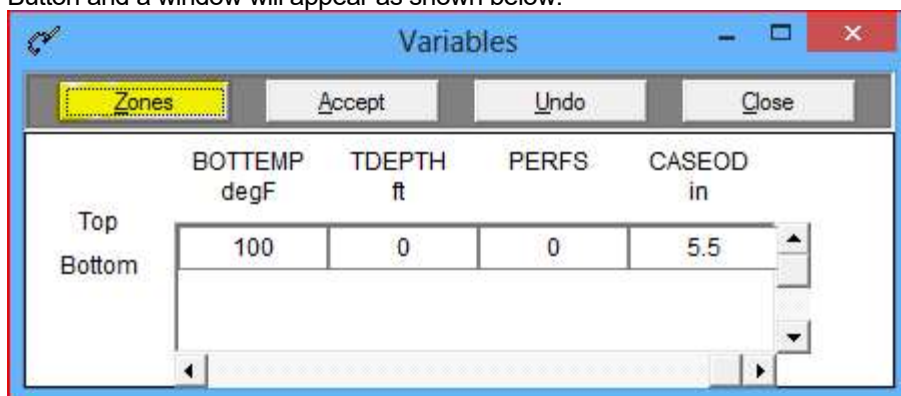 Button and a window will appear as shown below.
Variables
Zones Accept Undo Close
BOTTEMP TDEPTH PERFS CASEOD
degF ft in
Top
100 0 0 5.5
Bottom